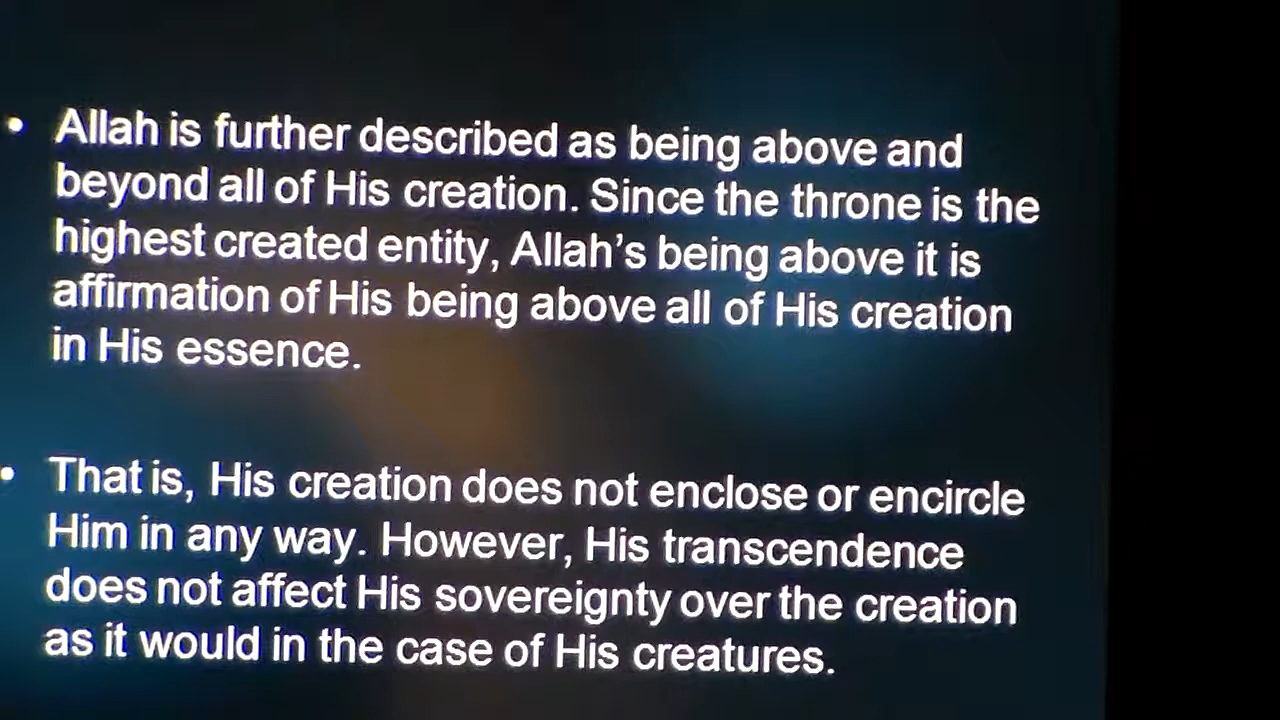 • Allah is further described as being above and
beyond all of His creation. Since the throne is the
highest created entity, Allah's being above it is
affirmation of His being above all of His creation
in His essence.
• That is, His creation does not enclose or encircle
Him in any way. However, His transcendence
does not affect His sovereignty over the creation
as it would in the case of His creatures.